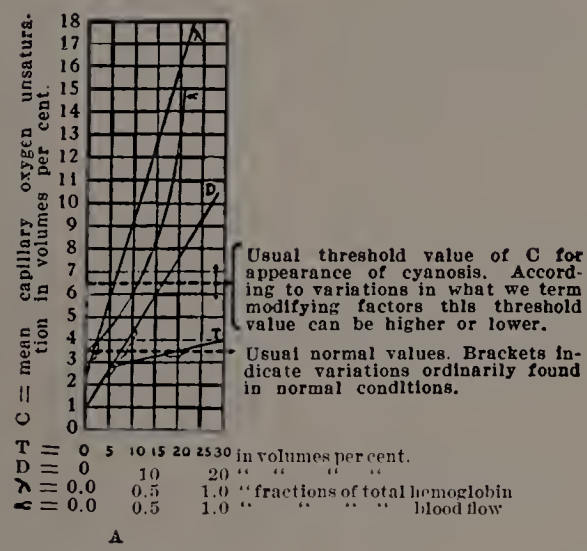 C = mean capillary oxygen unsatura-
tion in volumes per cent.
18
17
16
15
14
13
12
11
10
9
8
7
6
5
4
3
2
1
0
λ
α
D
T
Usual threshold value of C for
appearance of cyanosis. Accord-
ing to variations in what we term
modifying factors this threshold
value can be higher or lower.
Usual normal values. Brackets in-
dicate variations ordinarily found
in normal conditions.
T = 0 5 10 15 20 25 30 in volumes per cent.
D = 0 10 20 " " " "
λ = 0.0 0.5 1.0 " fractions of total hemoglobin
α = 0.0 0.5 1.0 " " " " blood flow
A